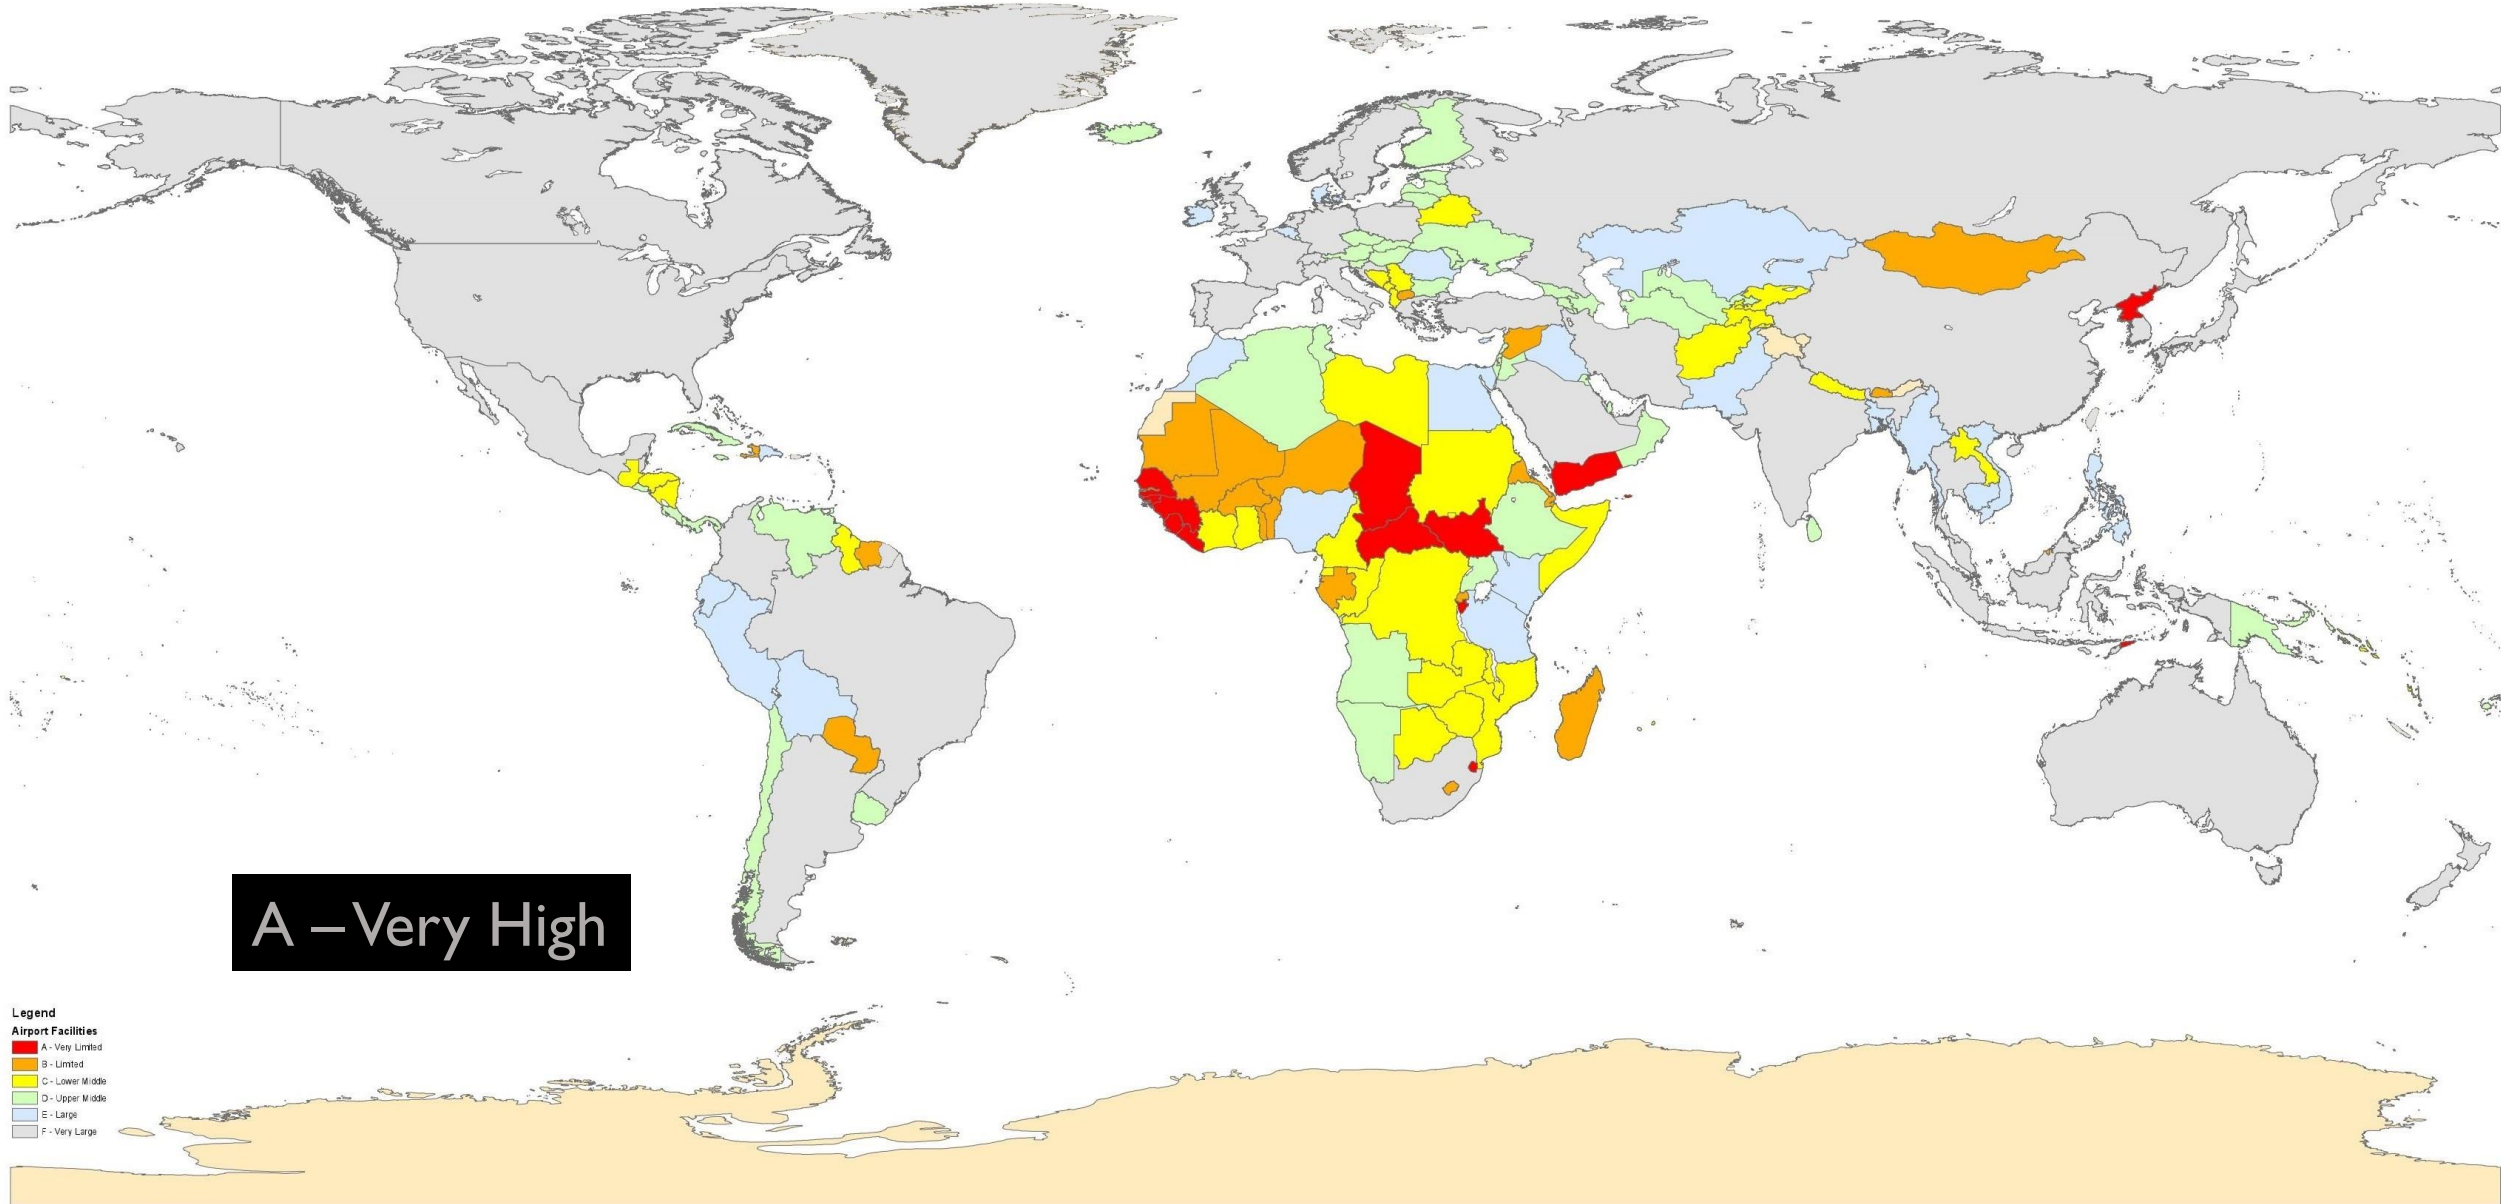 A – Very High
Legend
Airport Facilities
A - Very Limited
B - Limited
C - Lower Middle
D - Upper Middle
E - Large
F - Very Large